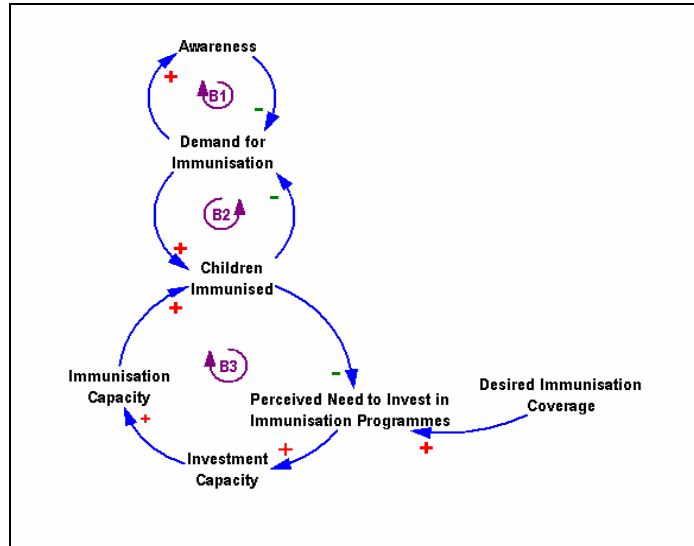 Awareness
+
B1
-
Demand for
Immunisation
-
B2
+
Children
Immunised
+
B3
Immunisation
Capacity
-
Perceived Need to Invest in
Immunisation Programmes
Desired Immunisation
Coverage
+
+
+
Investment
Capacity